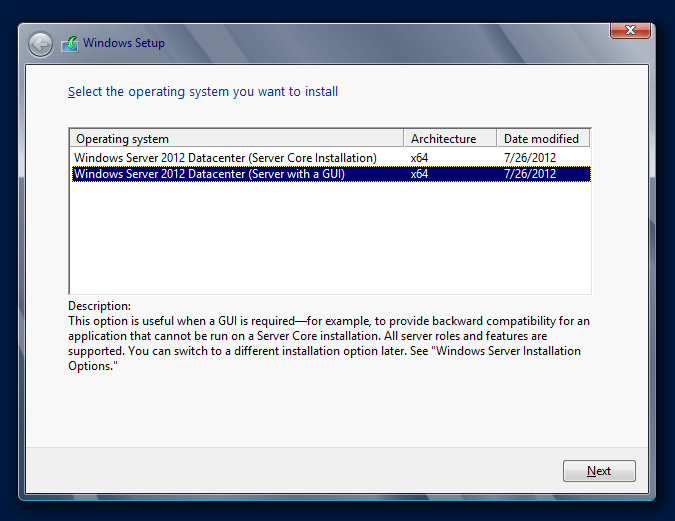 Windows Setup
Select the operating system you want to install
Operating system Architecture Date modified
Windows Server 2012 Datacenter (Server Core Installation) x64 7/26/2012
Windows Server 2012 Datacenter (Server with a GUI) x64 7/26/2012
Description:
This option is useful when a GUI is required—for example, to provide backward compatibility for an
application that cannot be run on a Server Core installation. All server roles and features are
supported. You can switch to a different installation option later. See "Windows Server Installation
Options."
Next